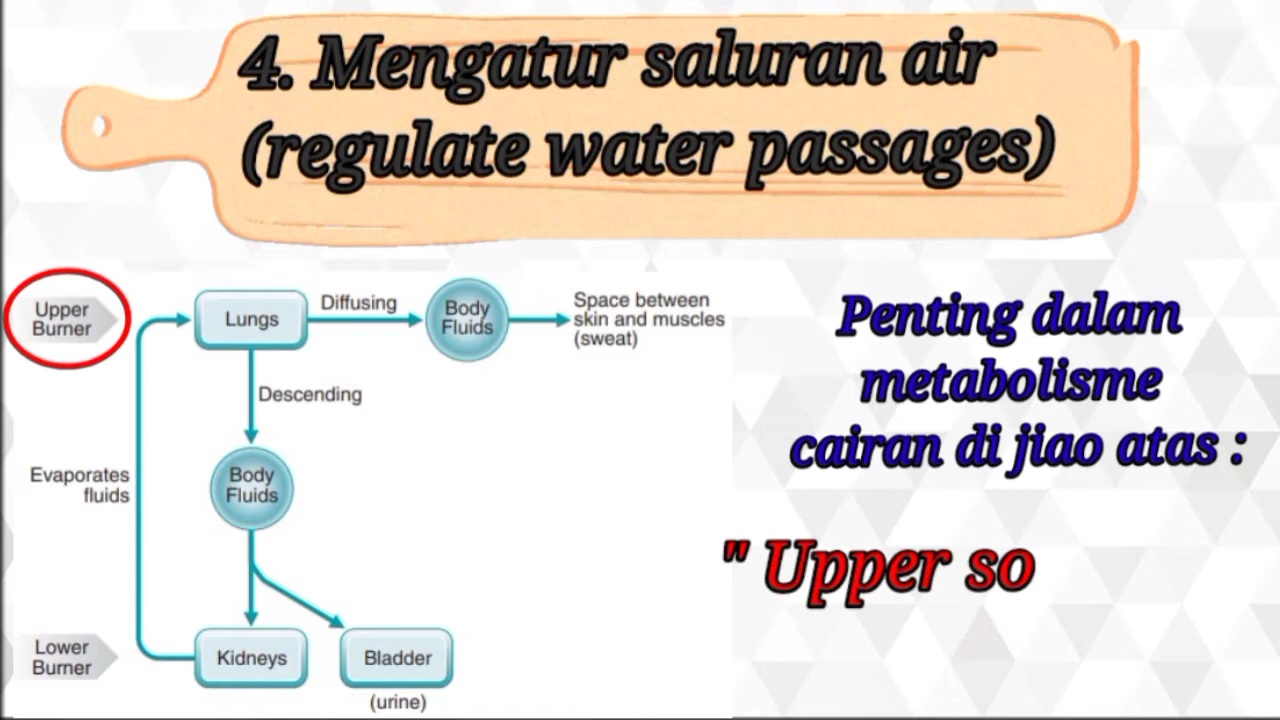 4. Mengatur saluran air
(regulate water passages)
Upper
Burner
Lungs
Diffusing
Body
Fluids
Space between
skin and muscles
(sweat)
Descending
Evaporates
fluids
Body
Fluids
Lower
Burner
Kidneys
Bladder
(urine)
Penting dalam
metabolisme
cairan di jiao atas :
" Upper so